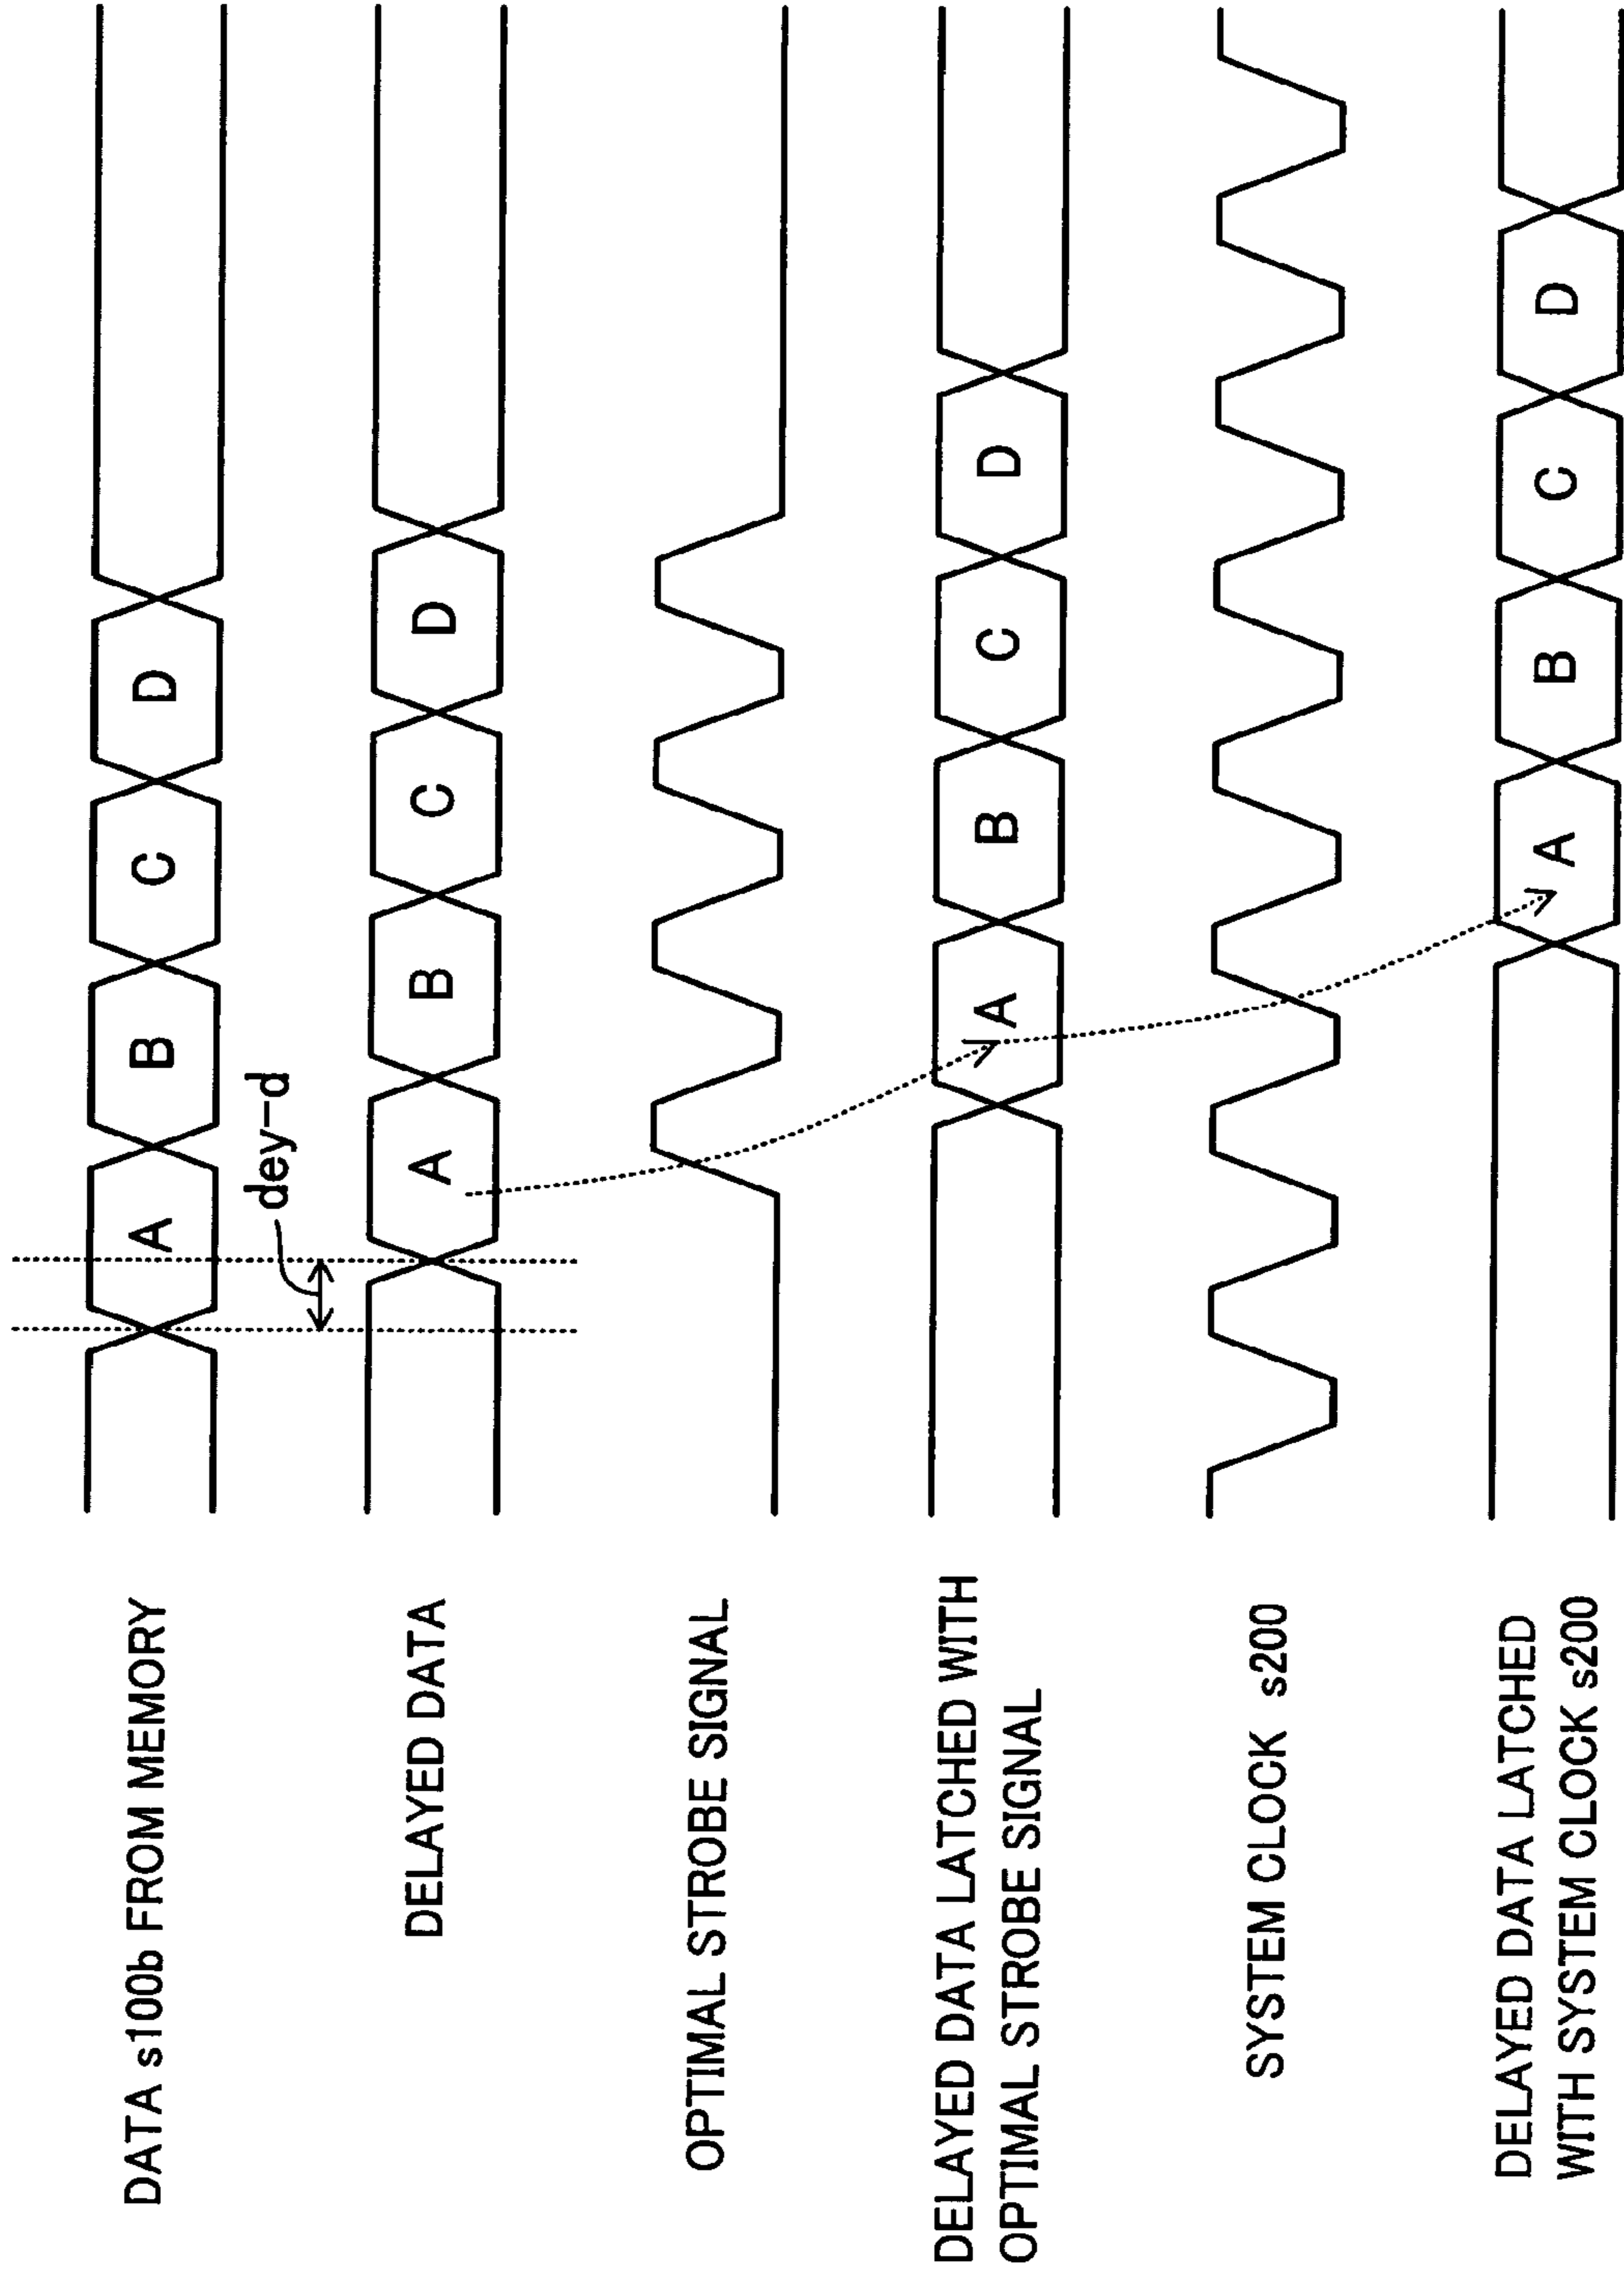 DATA s100b FROM MEMORY
A B C D
dey-d
DELAYED DATA
A B C D
OPTIMAL STROBE SIGNAL
DELAYED DATA LATCHED WITH
OPTIMAL STROBE SIGNAL
A B C D
SYSTEM CLOCK s200
DELAYED DATA LATCHED
WITH SYSTEM CLOCK s200
A B C D